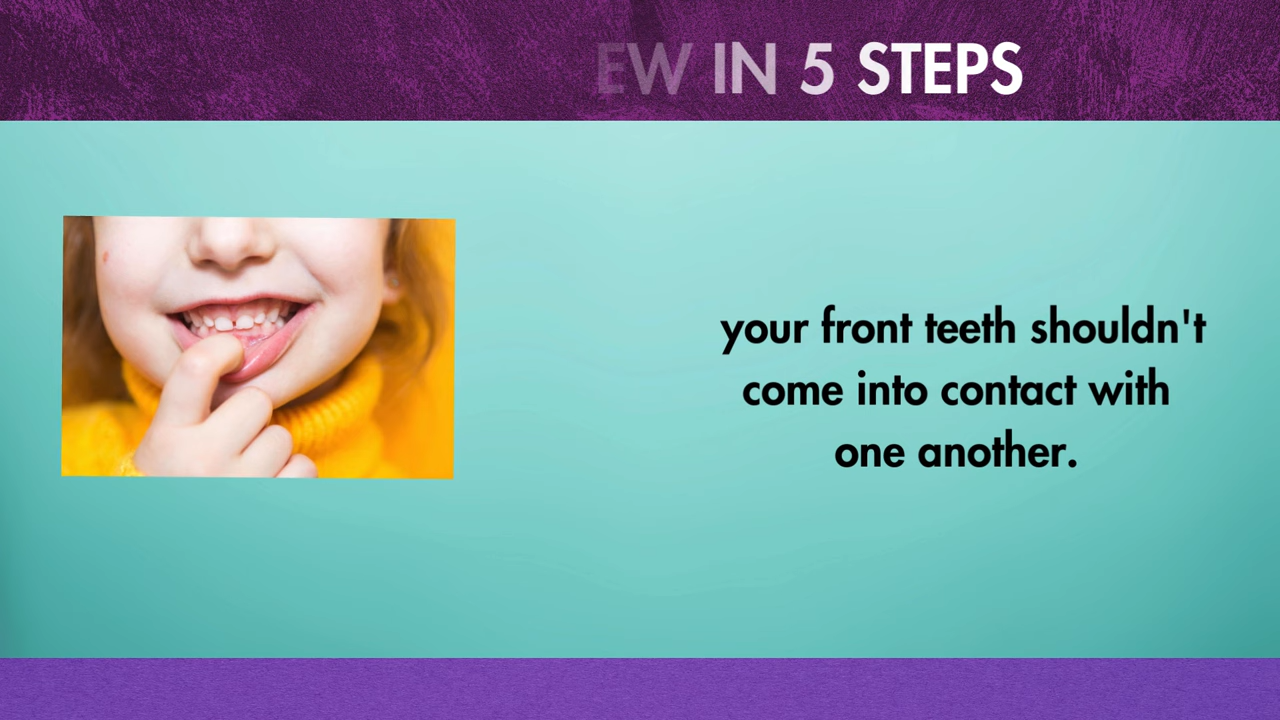 EW IN 5 STEPS
your front teeth shouldn't
come into contact with
one another.